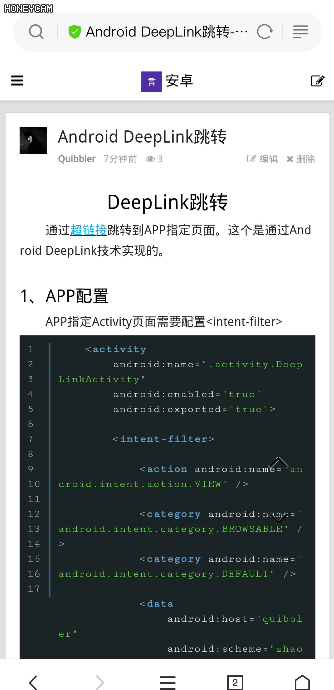 HONEYCAM
Android DeepLink跳转-···
安卓
Android DeepLink跳转
Quibbler 7分钟前 3 编辑 删除
DeepLink跳转
通过超链接跳转到APP指定页面。这个是通过And
roid DeepLink技术实现的。
1、APP配置
APP指定Activity页面需要配置<intent-filter>
1 <activity
2 android:name=".activity.Deep
3 LinkActivity"
4 android:enabled="true"
5 android:exported="true">
6
7 <intent-filter>
8
9 <action android:name="an
10 droid.intent.action.VIEW" />
11
12 <category android:name="
13 android.intent.category.BROWSABLE" /
14 >
15 <category android:name="
16 android.intent.category.DEFAULT" />
17
<data
android:host="quibbl
er"
android:scheme="zhao
2